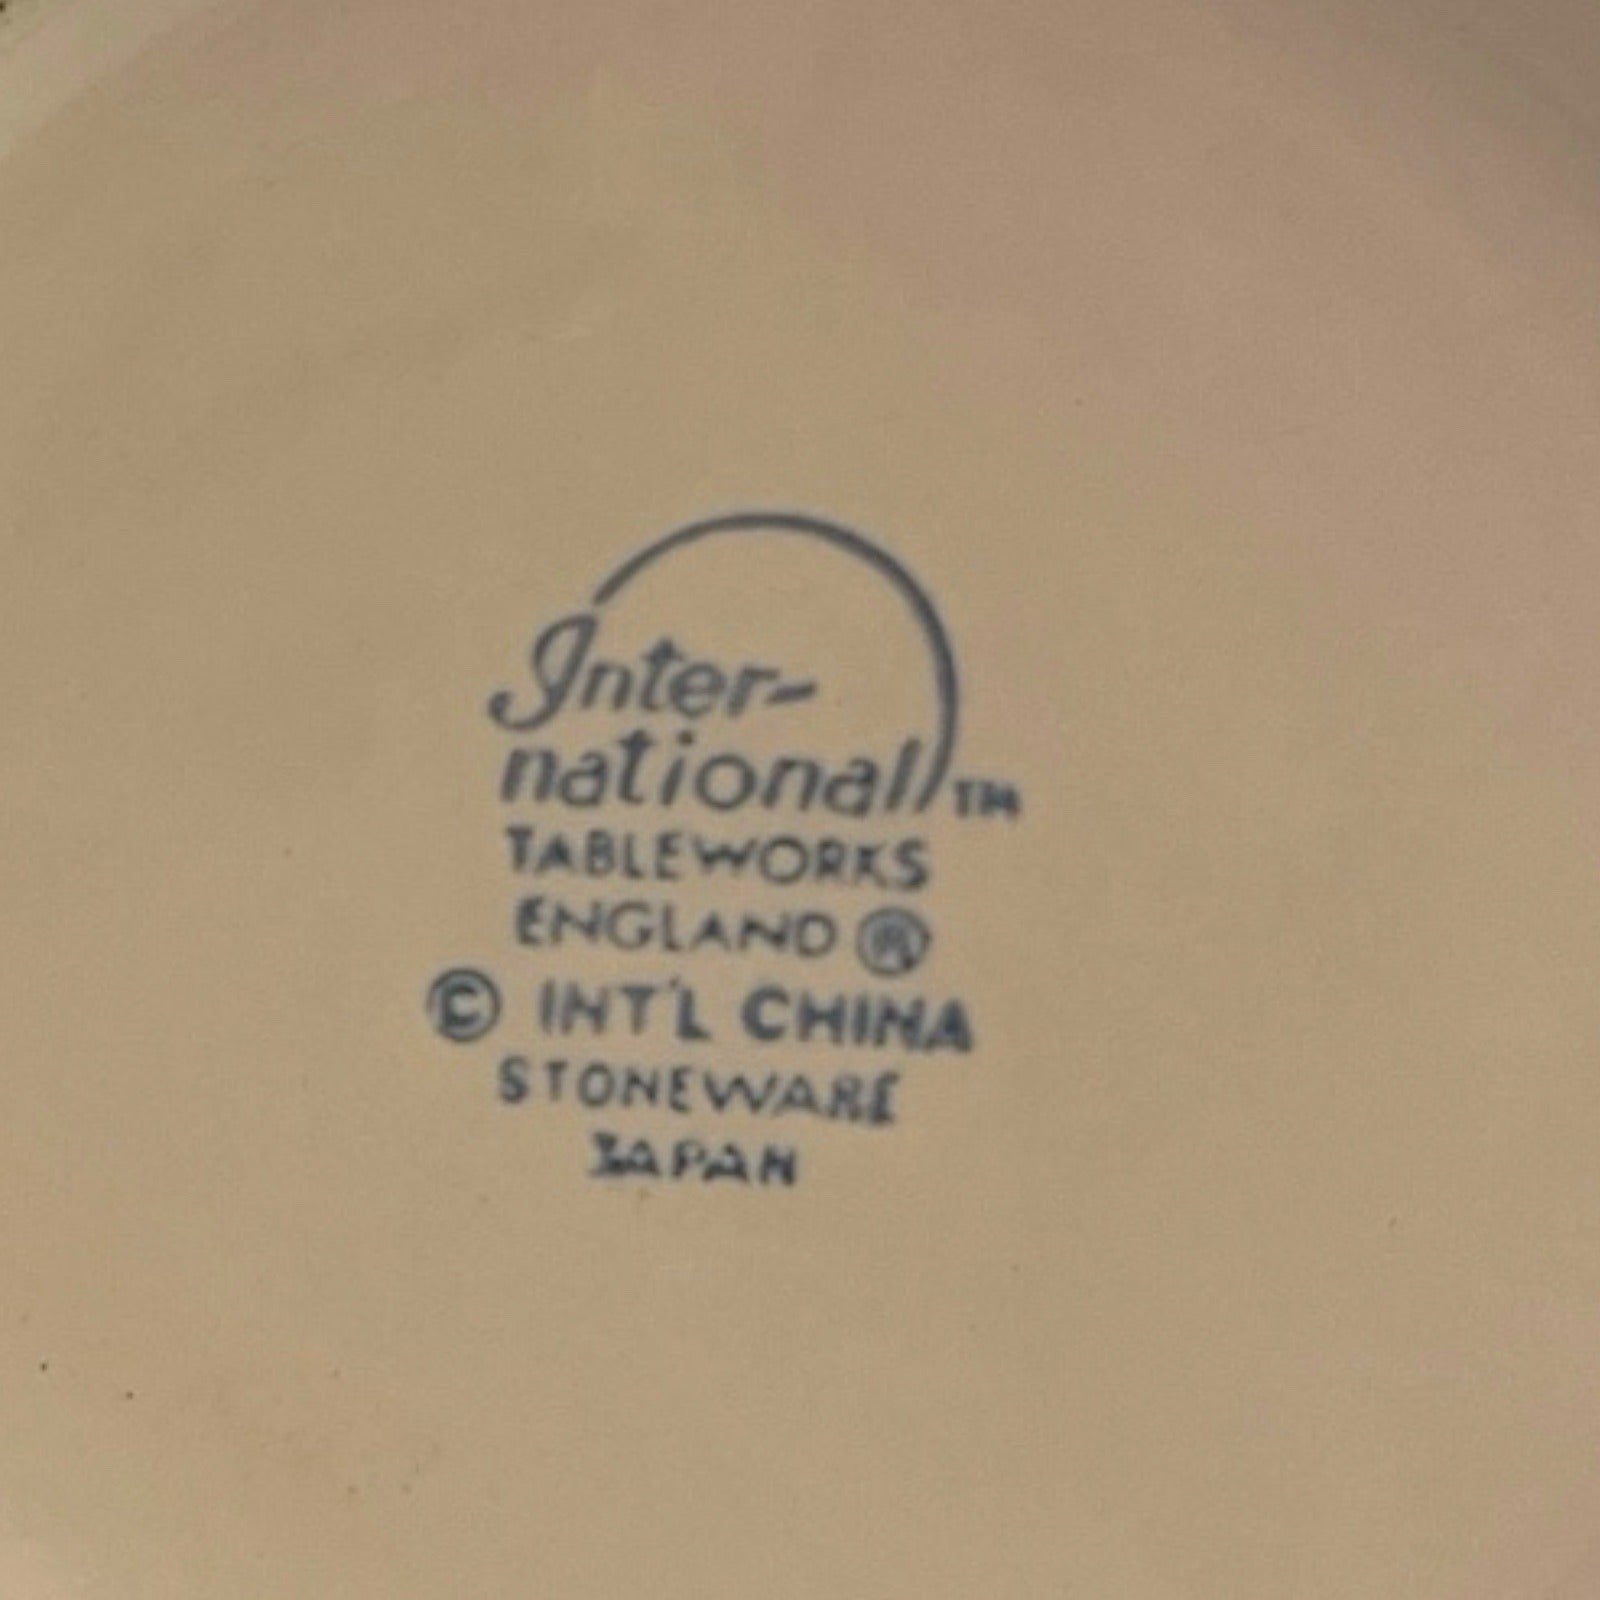 Inter-
national™
TABLEWORKS
ENGLAND ®
© INT'L CHINA
STONEWARE
JAPAN